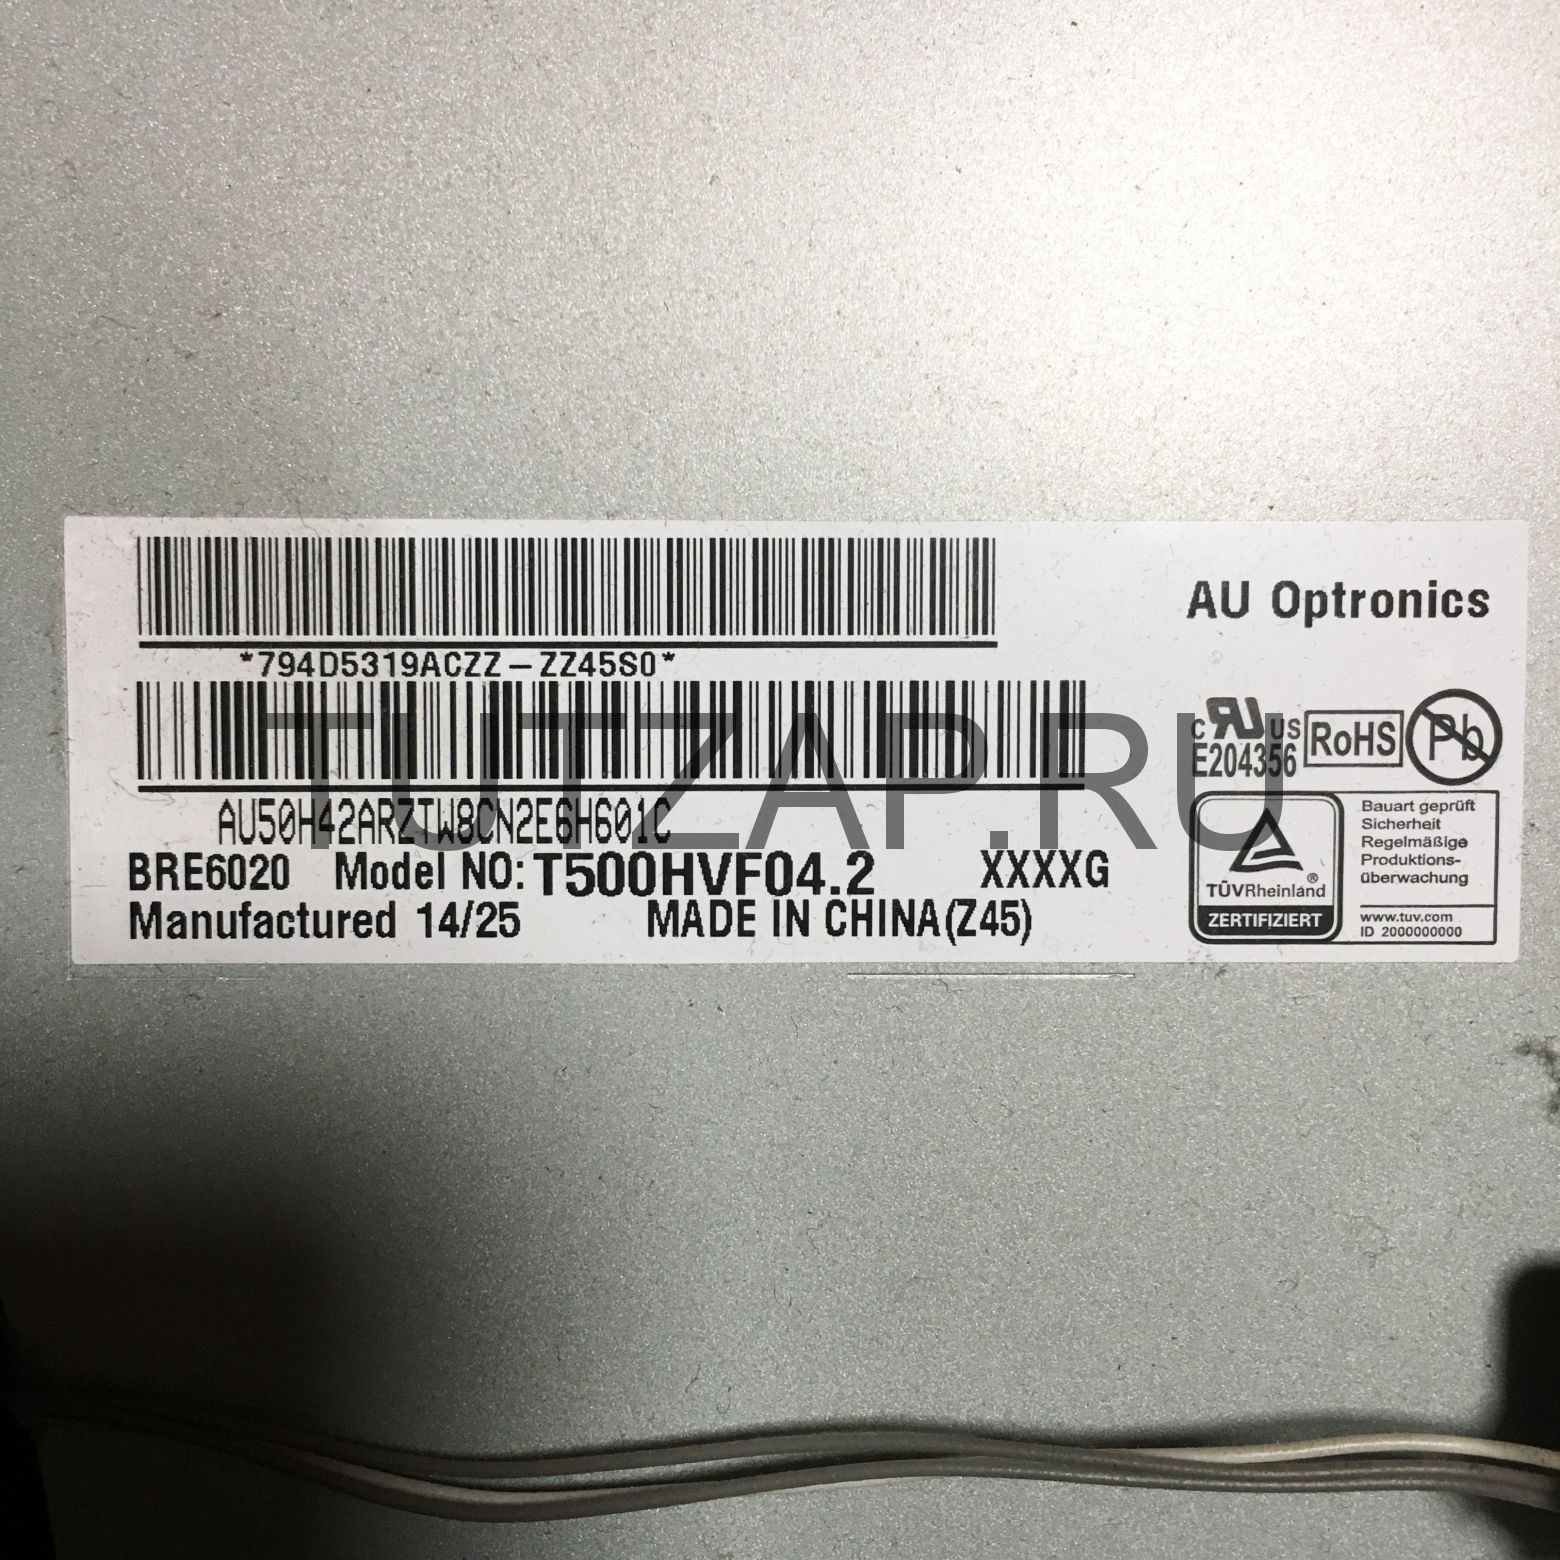 AU Optronics
*794D5319ACZZ-ZZ45S0*
AU50H42ARZTW8CN2E6H601C
TUTZAP.RU
C RU US
E204356
RoHS
Pb
BRE6020 Model NO: T500HVF04.2 XXXXG
Manufactured 14/25 MADE IN CHINA(Z45)
TÜVRheinland®
ZERTIFIZIERT
Bauart geprüft
Sicherheit
Regelmäßige
Produktions-
überwachung
www.tuv.com
ID 2000000000